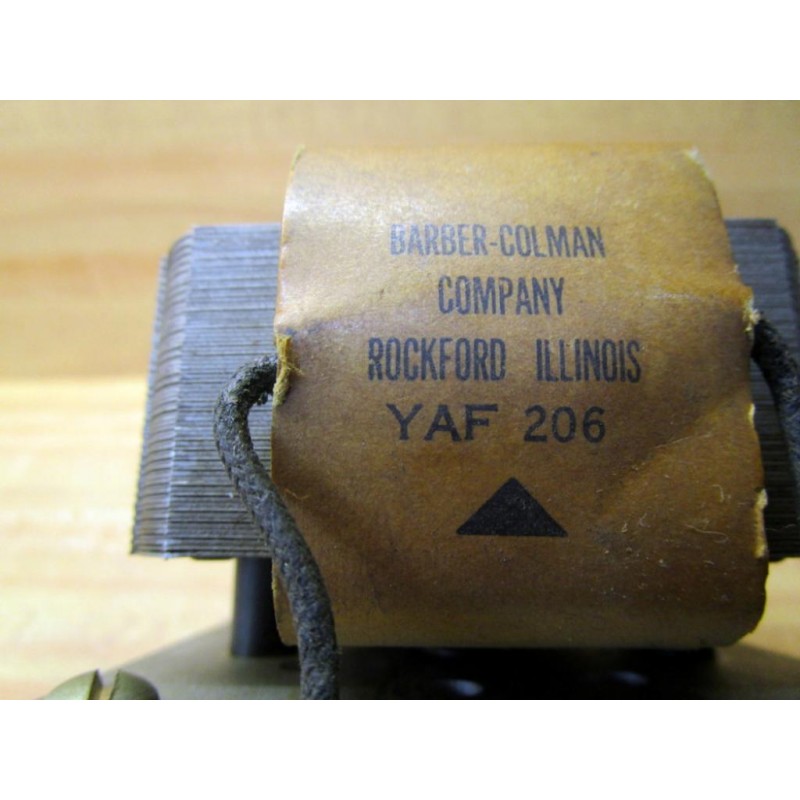 BARBER-COLMAN
COMPANY
ROCKFORD ILLINOIS
YAF 206